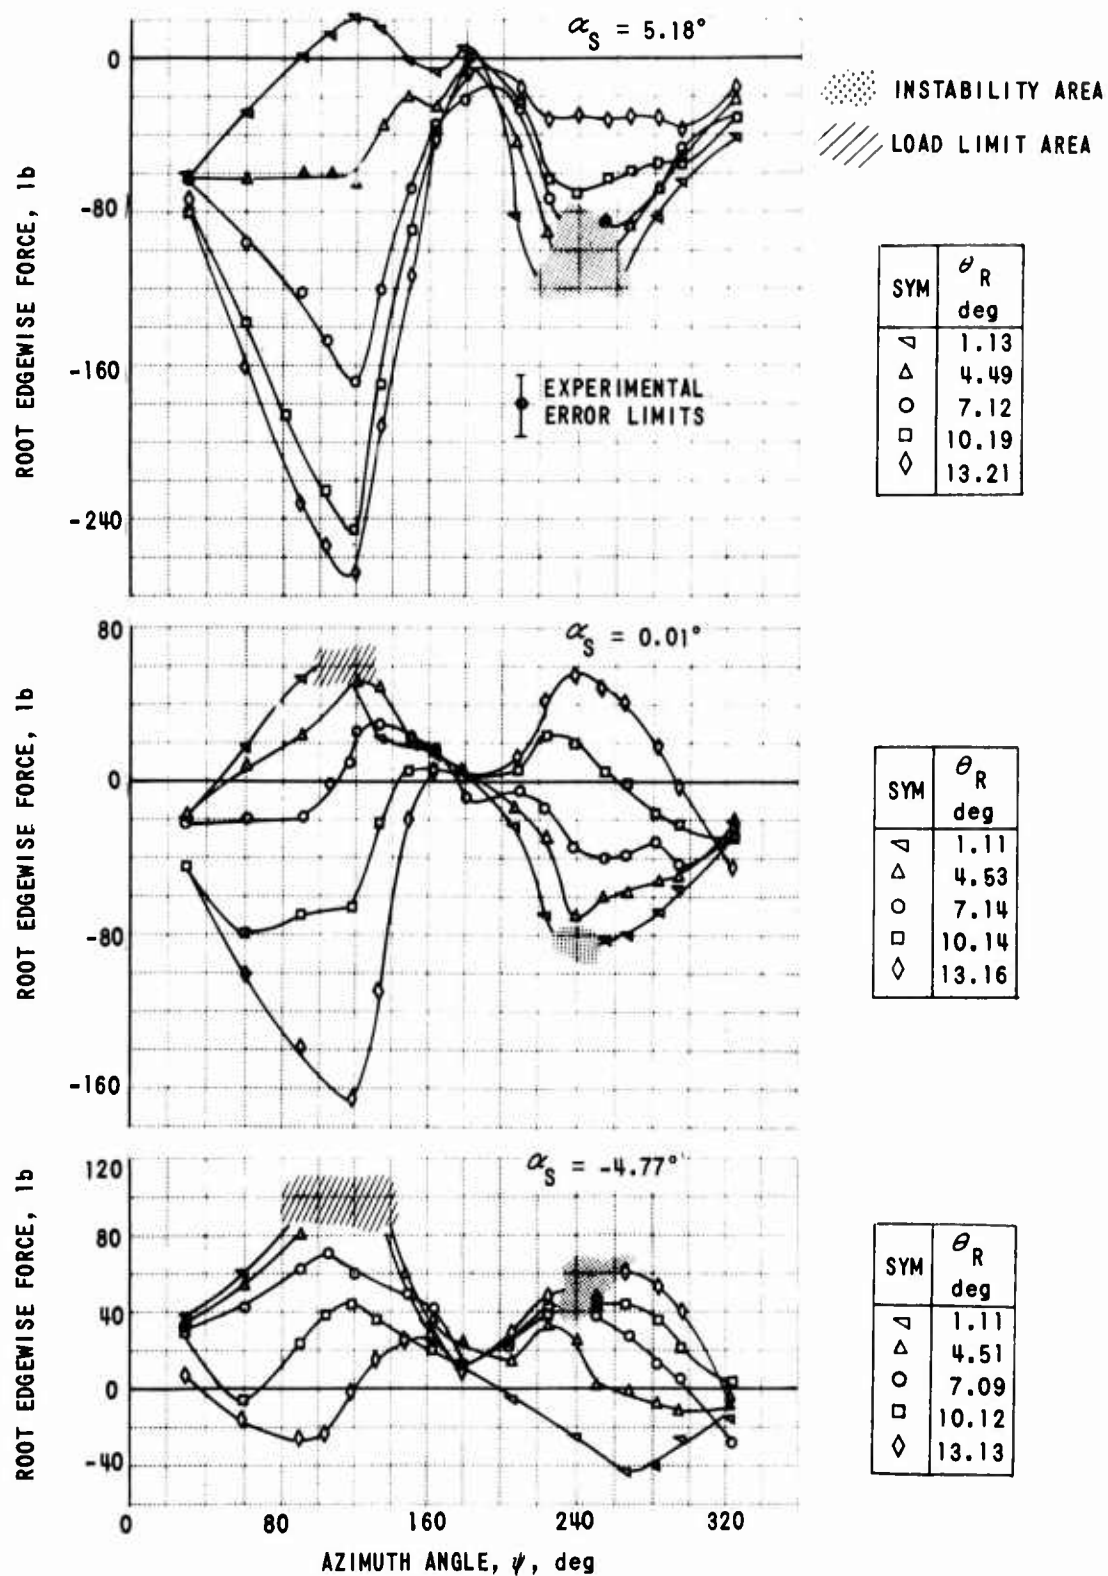 α_S = 5.18°
INSTABILITY AREA
LOAD LIMIT AREA
ROOT EDGEWISE FORCE, lb
0
-80
-160
-240
EXPERIMENTAL
ERROR LIMITS
SYM θ_R
deg
1.13
4.49
7.12
10.19
13.21
α_S = 0.01°
ROOT EDGEWISE FORCE, lb
80
0
-80
-160
SYM θ_R
deg
1.11
4.53
7.14
10.14
13.16
α_S = -4.77°
ROOT EDGEWISE FORCE, lb
120
80
40
0
-40
SYM θ_R
deg
1.11
4.51
7.09
10.12
13.13
0 80 160 240 320
AZIMUTH ANGLE, ψ, deg